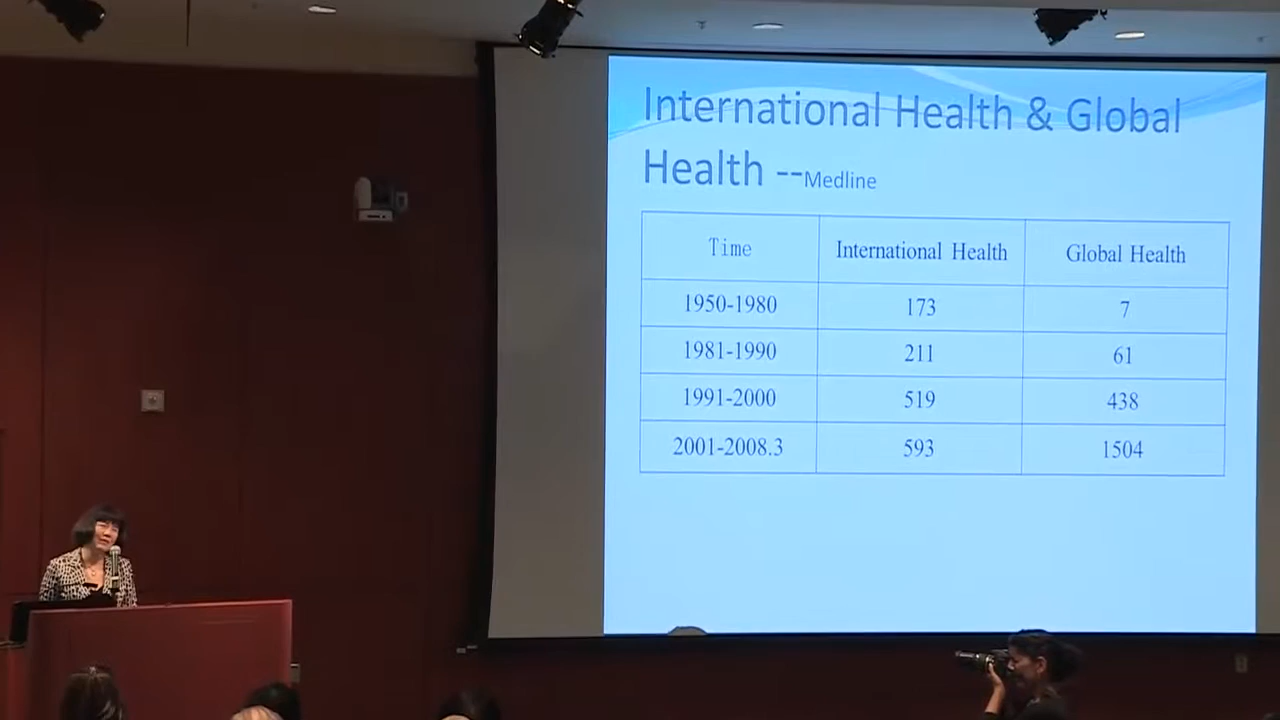 International Health & Global
Health --Medline
Time International Health Global Health
1950-1980 173 7
1981-1990 211 61
1991-2000 519 438
2001-2008.3 593 1504